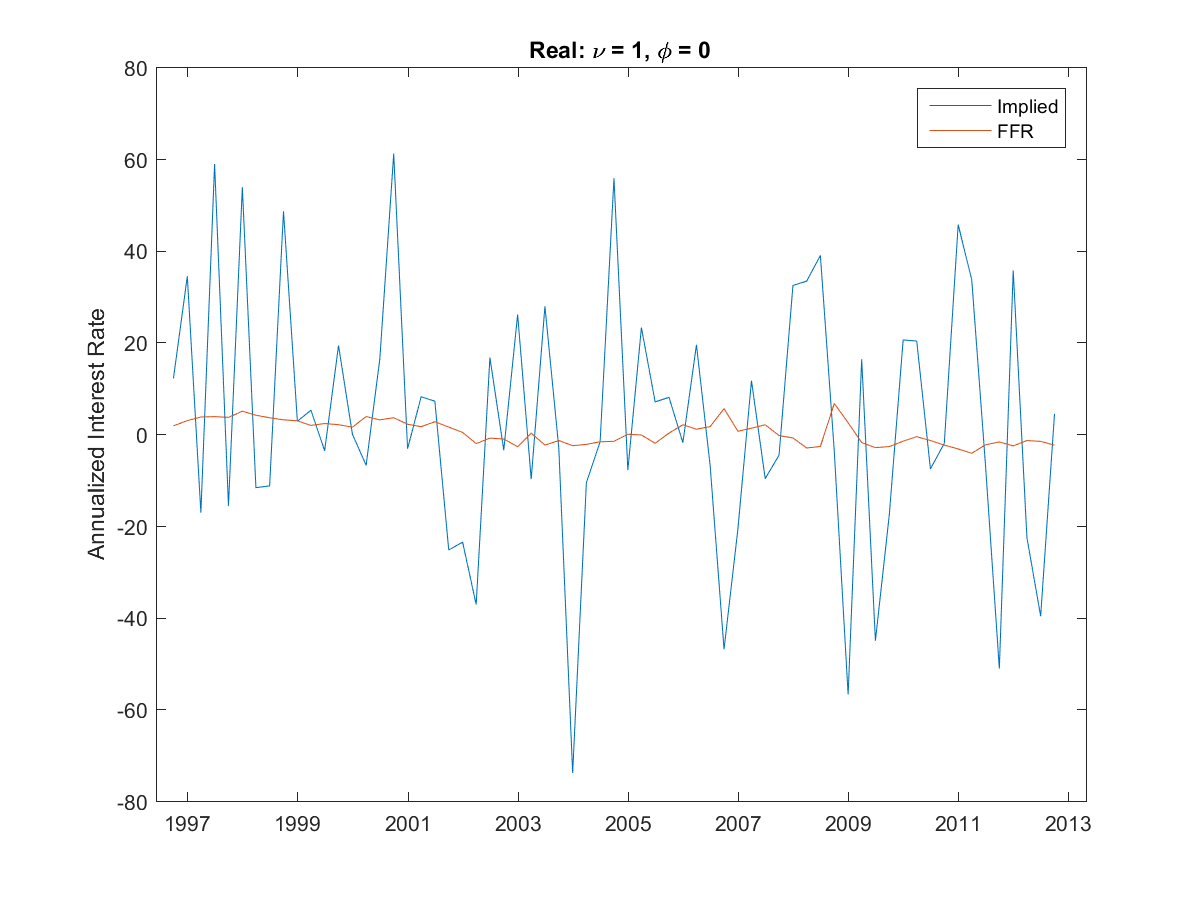 Real: ν = 1, ϕ = 0
80
60
40
20
0
-20
-40
-60
-80
Annualized Interest Rate
Implied
FFR
1997 1999 2001 2003 2005 2007 2009 2011 2013